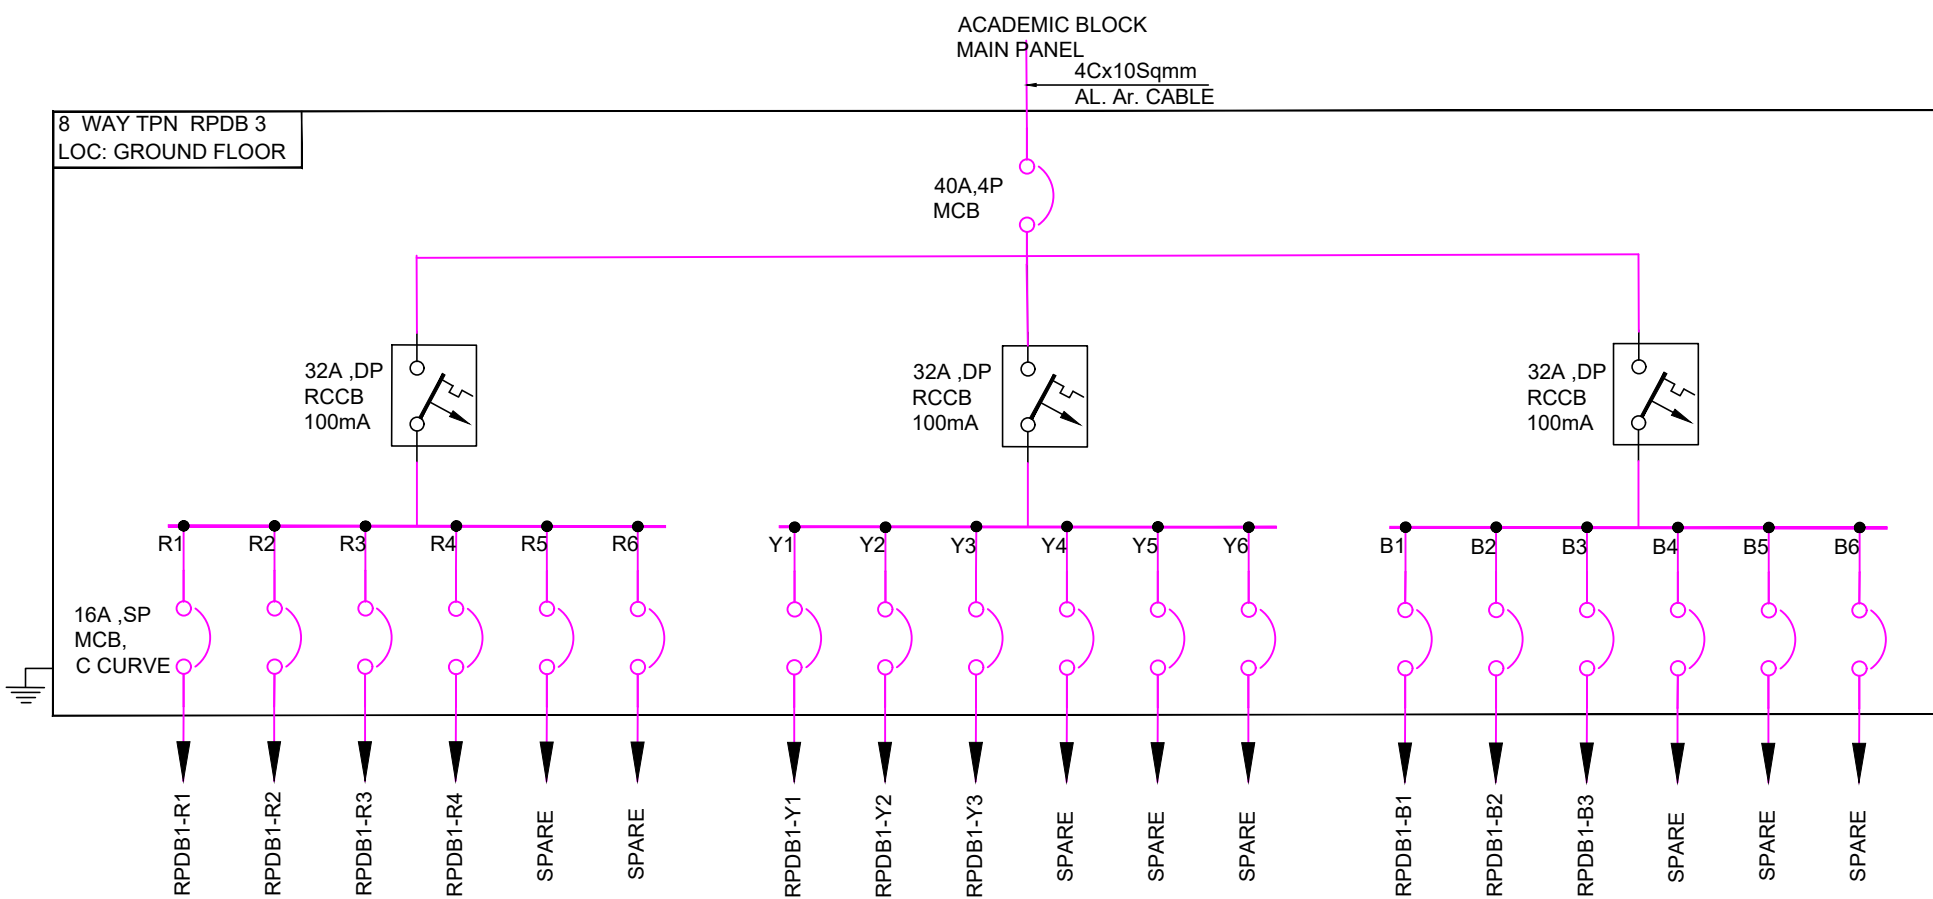 ACADEMIC BLOCK
MAIN PANEL
4Cx10Sqmm
AL. Ar. CABLE
8 WAY TPN RPDB 3
LOC: GROUND FLOOR
40A,4P
MCB
32A ,DP
RCCB
100mA
32A ,DP
RCCB
100mA
32A ,DP
RCCB
100mA
R1
R2
R3
R4
R5
R6
Y1
Y2
Y3
Y4
Y5
Y6
B1
B2
B3
B4
B5
B6
16A ,SP
MCB,
C CURVE
RPDB1-R1
RPDB1-R2
RPDB1-R3
RPDB1-R4
SPARE
SPARE
RPDB1-Y1
RPDB1-Y2
RPDB1-Y3
SPARE
SPARE
SPARE
RPDB1-B1
RPDB1-B2
RPDB1-B3
SPARE
SPARE
SPARE